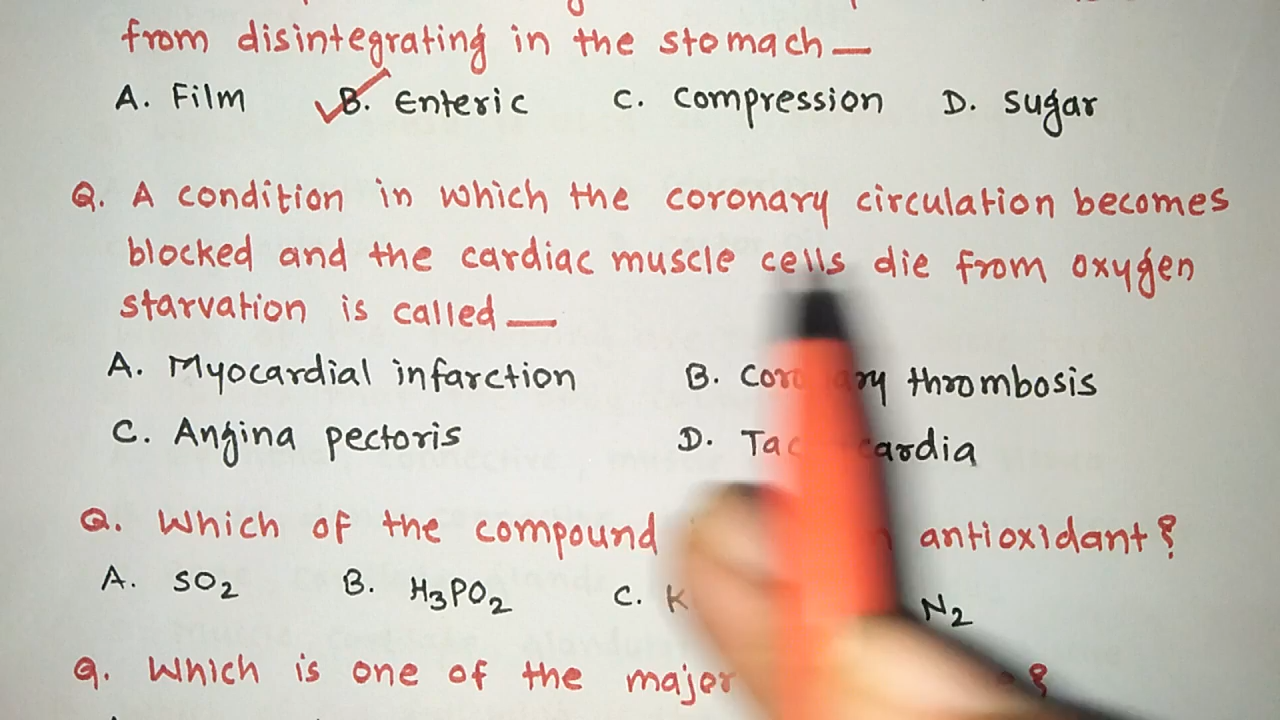 from disintegrating in the stomach —
A. Film B. Enteric C. Compression D. Sugar
Q. A condition in which the coronary circulation becomes
blocked and the cardiac muscle cells die from oxygen
starvation is called —
A. Myocardial infarction B. thrombosis
C. Angina pectoris D.
Q. Which of the compound antioxidant?
A. SO2 B. H3PO2 C. N2
Q. Which is one of the major